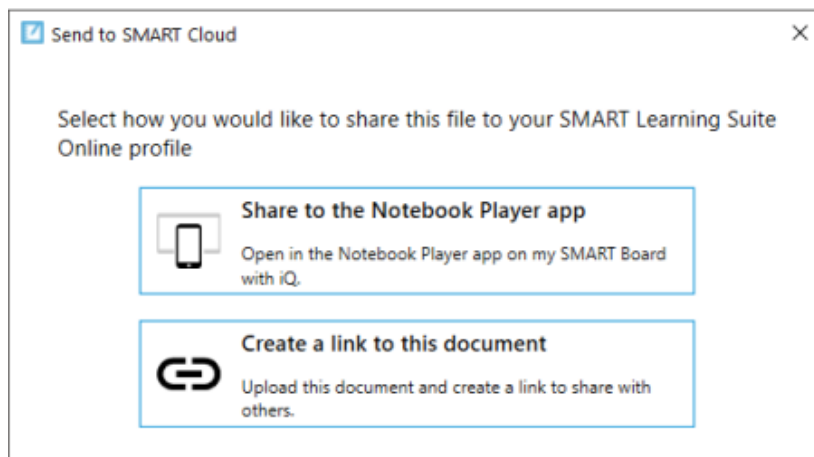 Send to SMART Cloud
Select how you would like to share this file to your SMART Learning Suite
Online profile
Share to the Notebook Player app
Open in the Notebook Player app on my SMART Board
with iQ.
Create a link to this document
Upload this document and create a link to share with
others.